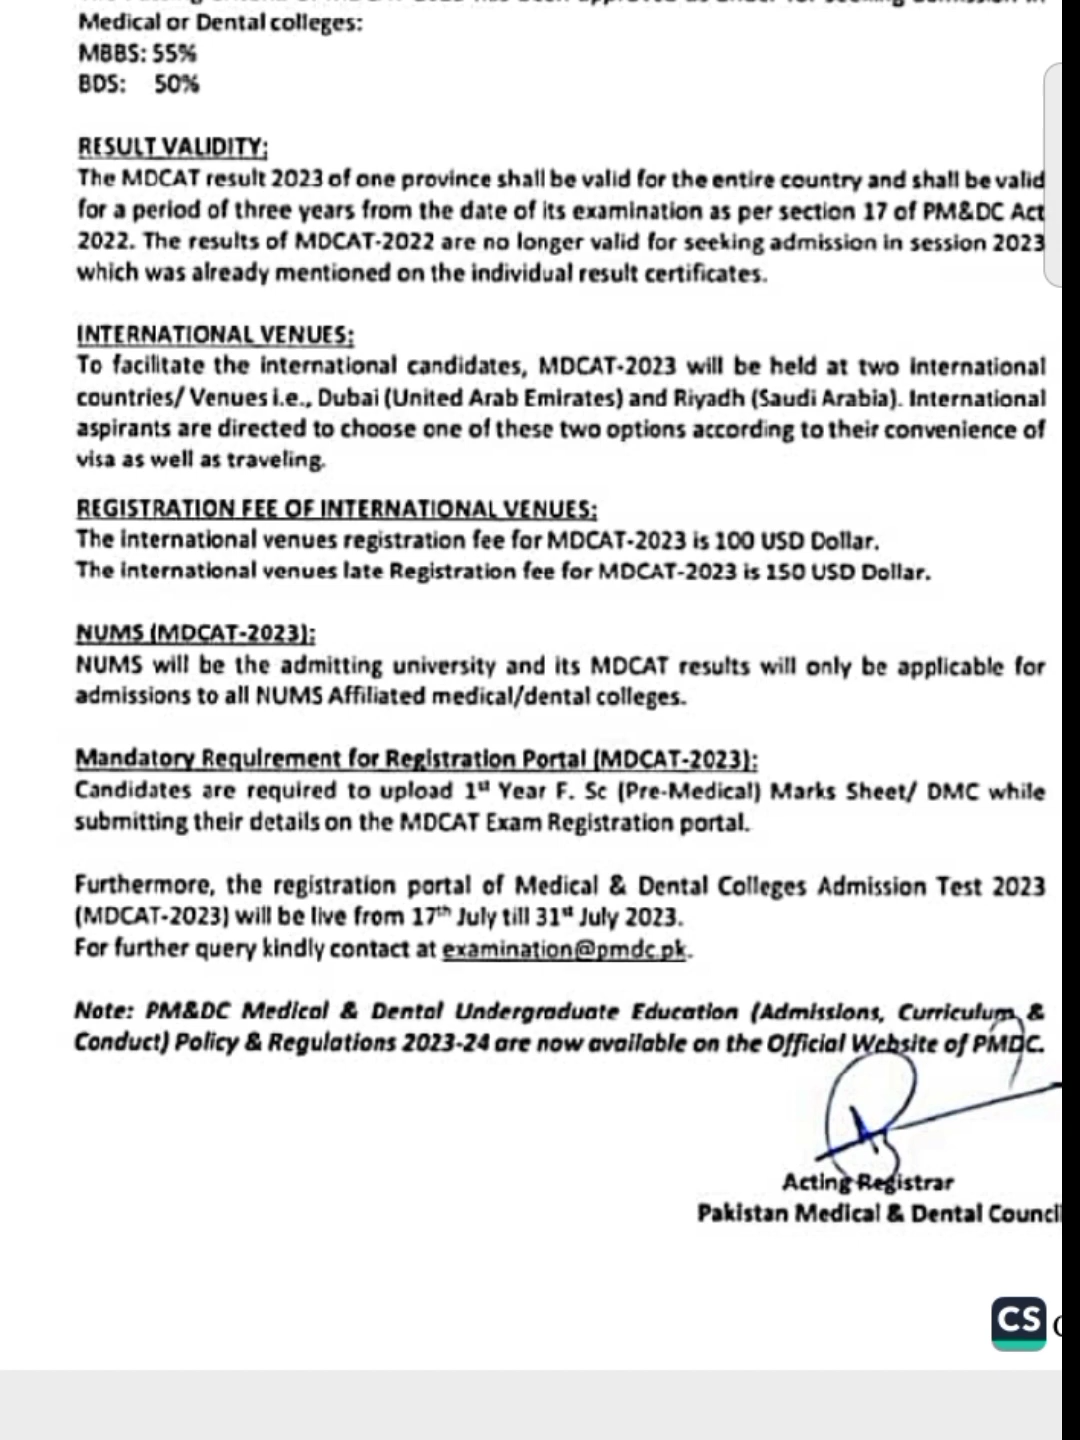 Medical or Dental colleges:
MBBS: 55%
BDS: 50%
RESULT VALIDITY:
The MDCAT result 2023 of one province shall be valid for the entire country and shall be valid
for a period of three years from the date of its examination as per section 17 of PM&DC Act
2022. The results of MDCAT-2022 are no longer valid for seeking admission in session 2023
which was already mentioned on the individual result certificates.
INTERNATIONAL VENUES:
To facilitate the international candidates, MDCAT-2023 will be held at two international
countries/ Venues i.e., Dubai (United Arab Emirates) and Riyadh (Saudi Arabia). International
aspirants are directed to choose one of these two options according to their convenience of
visa as well as traveling.
REGISTRATION FEE OF INTERNATIONAL VENUES:
The international venues registration fee for MDCAT-2023 is 100 USD Dollar.
The international venues late Registration fee for MDCAT-2023 is 150 USD Dollar.
NUMS (MDCAT-2023):
NUMS will be the admitting university and its MDCAT results will only be applicable for
admissions to all NUMS Affiliated medical/dental colleges.
Mandatory Requirement for Registration Portal (MDCAT-2023):
Candidates are required to upload 1st Year F. Sc (Pre-Medical) Marks Sheet/ DMC while
submitting their details on the MDCAT Exam Registration portal.
Furthermore, the registration portal of Medical & Dental Colleges Admission Test 2023
(MDCAT-2023) will be live from 17th July till 31st July 2023.
For further query kindly contact at examination@pmdc.pk.
Note: PM&DC Medical & Dental Undergraduate Education (Admissions, Curriculum & 
Conduct) Policy & Regulations 2023-24 are now available on the Official Website of PMDC.
Acting Registrar
Pakistan Medical & Dental Council
CS